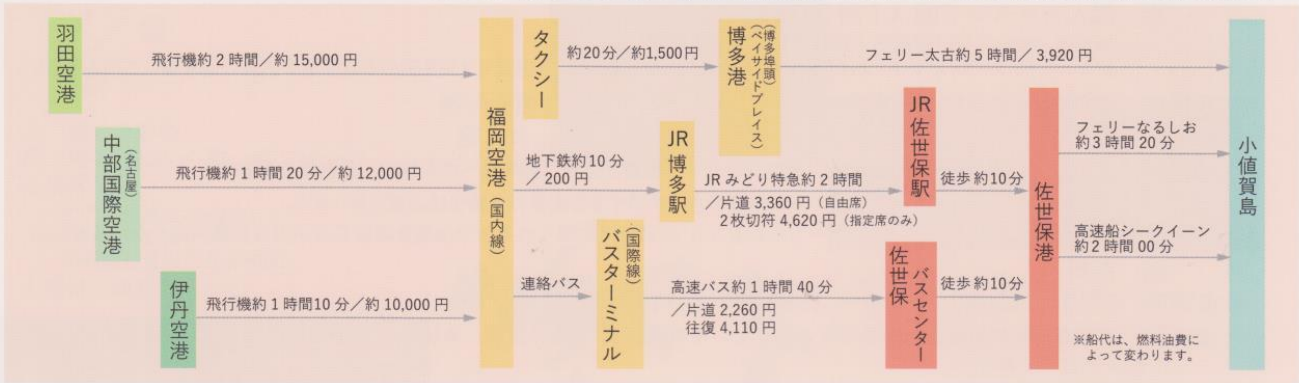 羽田空港
飛行機約2時間／約15,000円
中部国際空港
（名古屋）
飛行機約1時間20分／約12,000円
伊丹空港
飛行機約1時間10分／約10,000円
福岡空港（国内線）
タクシー
約20分／約1,500円
博多港
（博多埠頭）
（ベイサイドプレイス）
フェリー太古約5時間／3,920円
地下鉄約10分
／200円
JR 博多駅
JRみどり特急約2時間
／片道3,360円（自由席）
2枚切符4,620円（指定席のみ）
JR 佐世保駅
徒歩 約10分
連絡バス
（国際線）
バスターミナル
高速バス約1時間40分
／片道2,260円
往復4,110円
佐世保
バスセンター
徒歩 約10分
佐世保港
フェリーなるしお
約3時間20分
高速船シークイーン
約2時間00分
※船代は、燃料油費に
よって変わります。
小値賀島